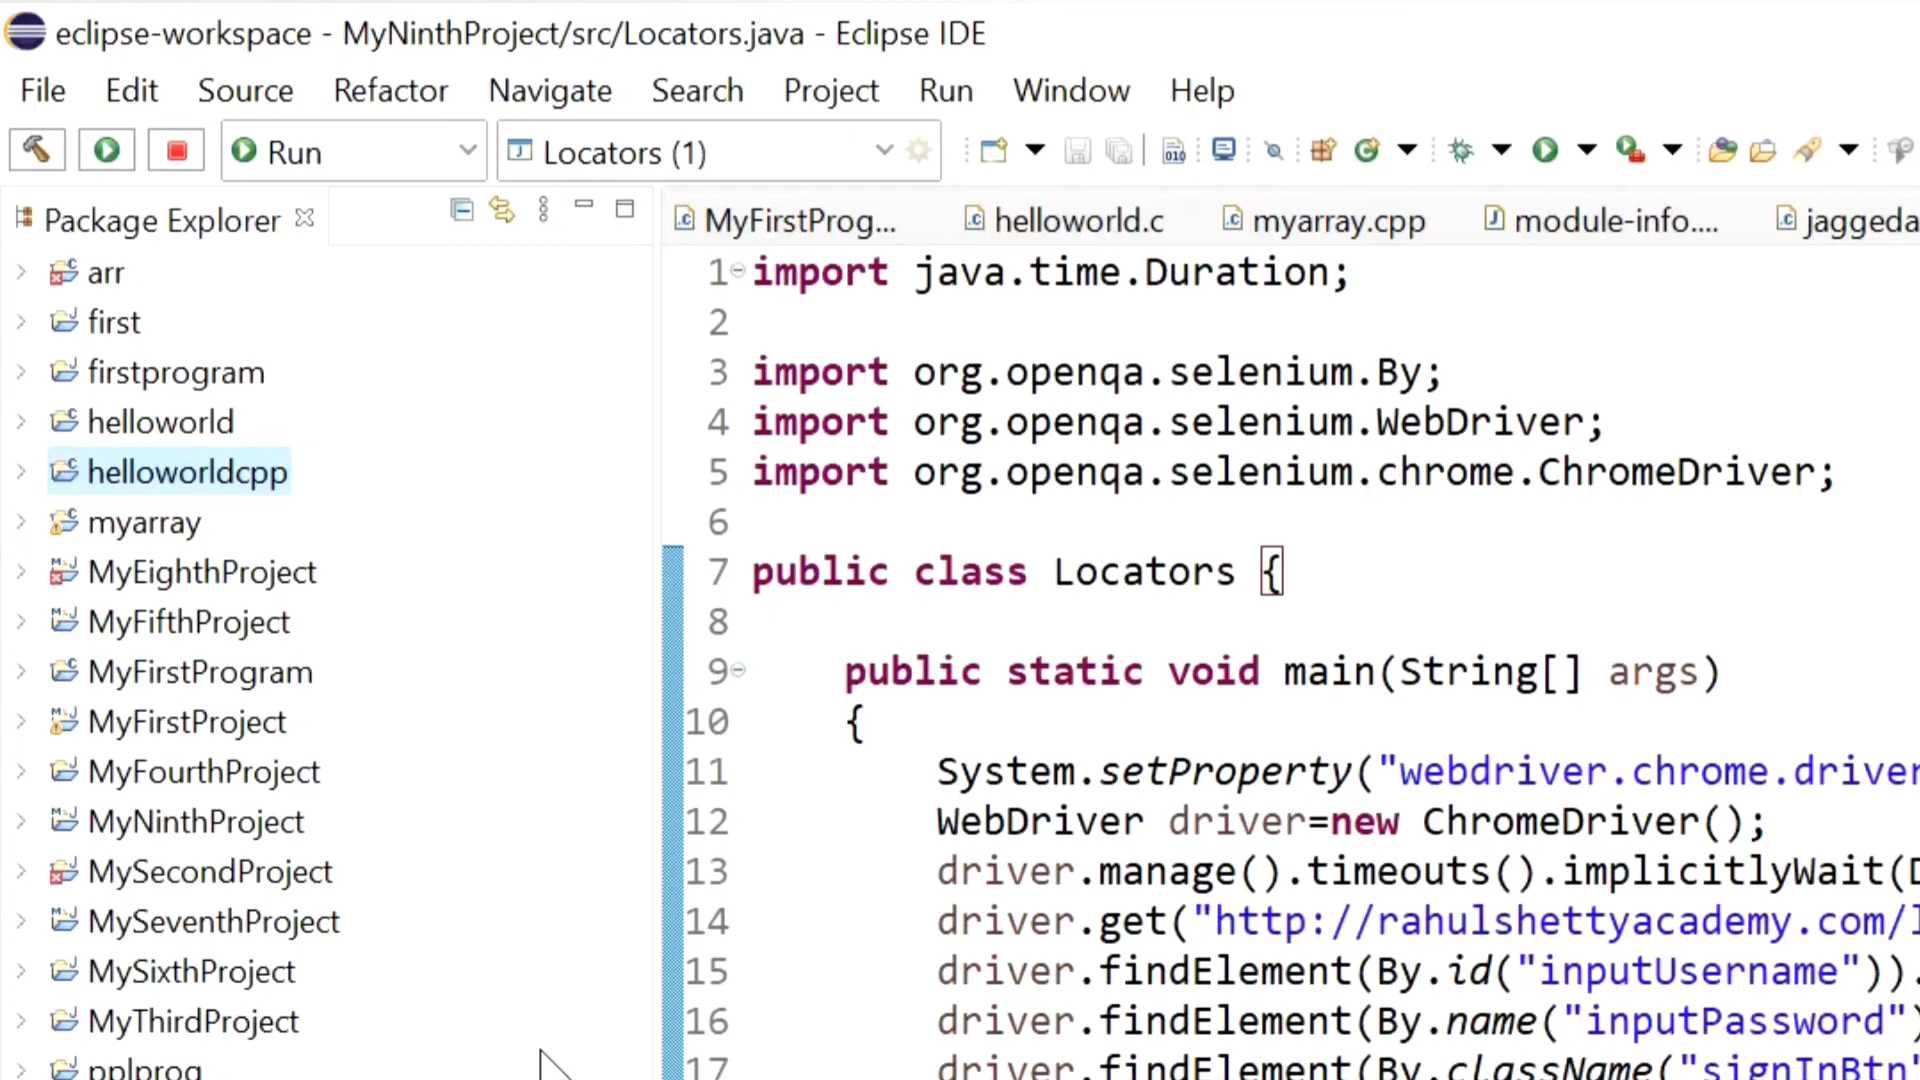 eclipse-workspace - MyNinthProject/src/Locators.java - Eclipse IDE
File Edit Source Refactor Navigate Search Project Run Window Help
Run Locators (1)
Package Explorer
arr
first
firstprogram
helloworld
helloworldcpp
myarray
MyEighthProject
MyFifthProject
MyFirstProgram
MyFirstProject
MyFourthProject
MyNinthProject
MySecondProject
MySeventhProject
MySixthProject
MyThirdProject
pplprog
MyFirstProg... helloworld.c myarray.cpp module-info.... jaggeda
1 import java.time.Duration;
2
3 import org.openqa.selenium.By;
4 import org.openqa.selenium.WebDriver;
5 import org.openqa.selenium.chrome.ChromeDriver;
6
7 public class Locators {
8
9 public static void main(String[] args)
10 {
11 System.setProperty("webdriver.chrome.driver
12 WebDriver driver=new ChromeDriver();
13 driver.manage().timeouts().implicitlyWait(D
14 driver.get("http://rahulshettyacademy.com/l
15 driver.findElement(By.id("inputUsername")).
16 driver.findElement(By.name("inputPassword")
17 driver.findElement(By.className("signInBtn"